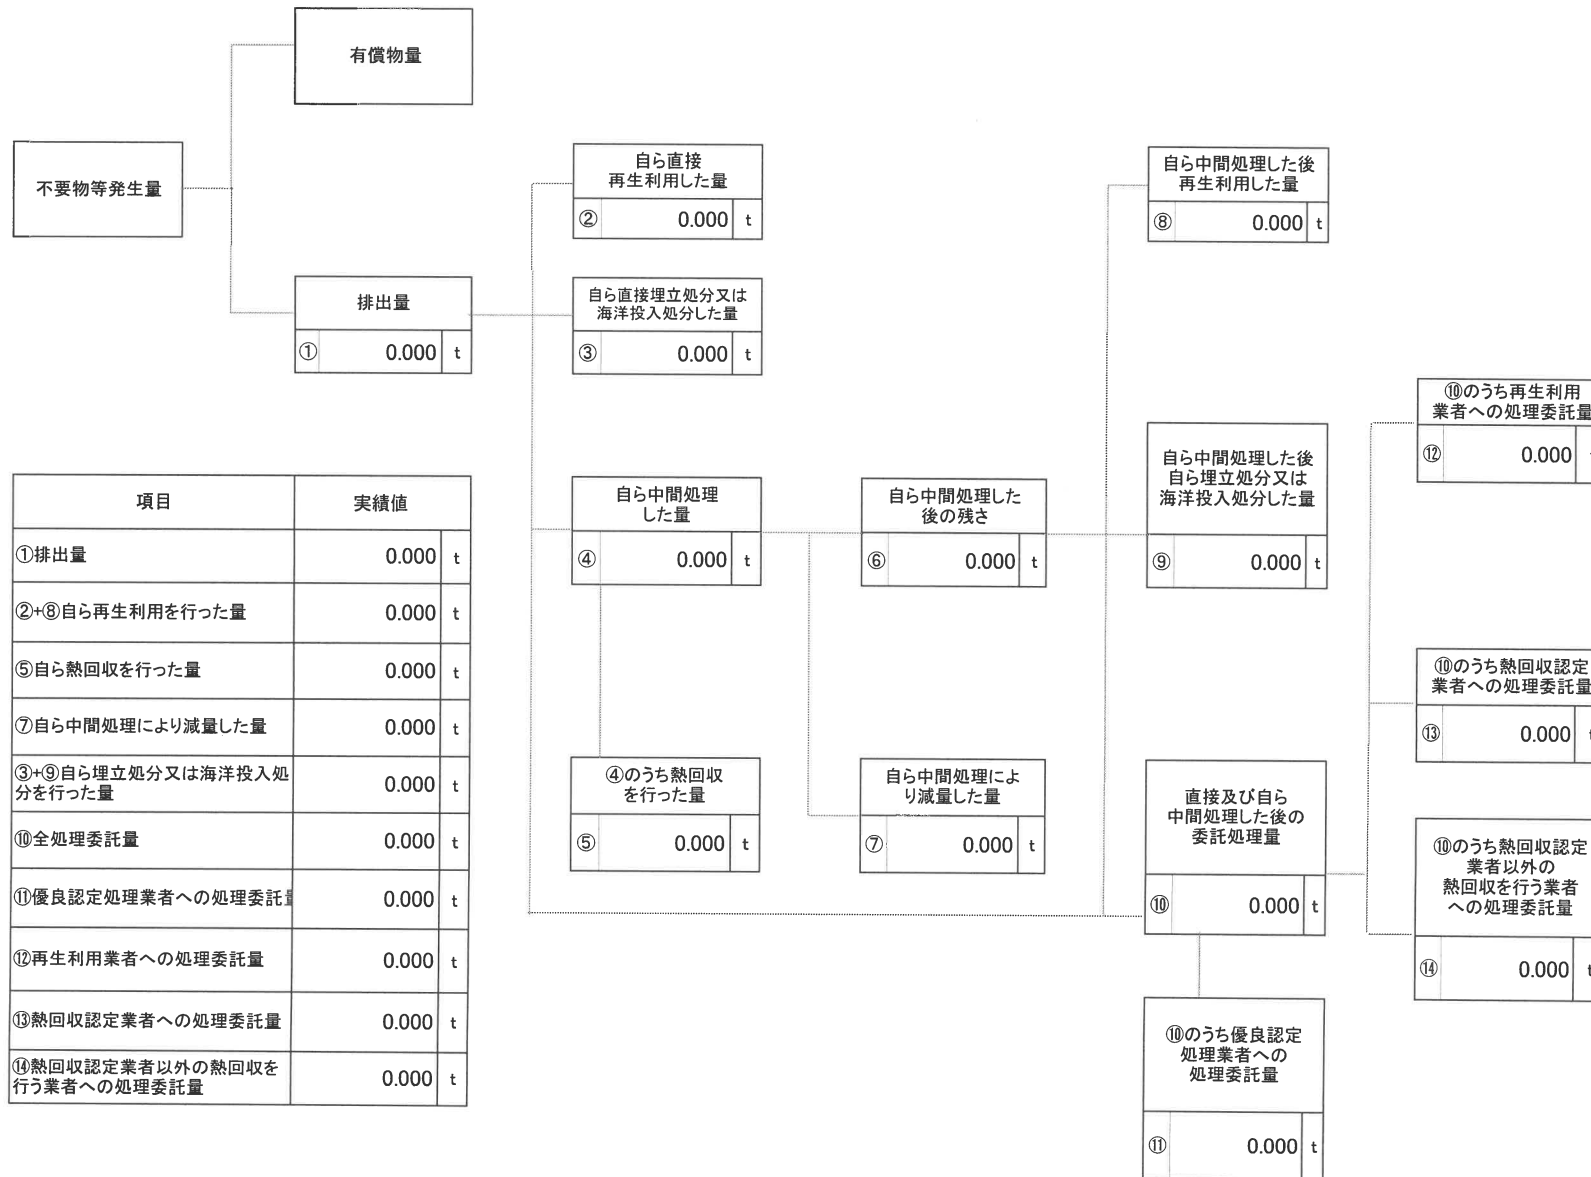 有償物量
不要物等発生量
排出量
① 0.000 t
自ら直接
再生利用した量
② 0.000 t
自ら直接埋立処分又は
海洋投入処分した量
③ 0.000 t
自ら中間処理した後
再生利用した量
⑧ 0.000 t
自ら中間処理
した量
④ 0.000 t
自ら中間処理した
後の残さ
⑥ 0.000 t
自ら中間処理した後
自ら埋立処分又は
海洋投入処分した量
⑨ 0.000 t
⑩のうち再生利用
業者への処理委託量
⑫ 0.000
⑩のうち熱回収認定
業者への処理委託量
⑬ 0.000 t
④のうち熱回収
を行った量
⑤ 0.000 t
自ら中間処理によ
り減量した量
⑦ 0.000 t
直接及び自ら
中間処理した後の
委託処理量
⑩ 0.000 t
⑩のうち熱回収認定
業者以外の
熱回収を行う業者
への処理委託量
⑭ 0.000 t
⑩のうち優良認定
処理業者への
処理委託量
⑪ 0.000 t
項目 実績値
①排出量 0.000 t
②+⑧自ら再生利用を行った量 0.000 t
⑤自ら熱回収を行った量 0.000 t
⑦自ら中間処理により減量した量 0.000 t
③+⑨自ら埋立処分又は海洋投入処
分を行った量 0.000 t
⑩全処理委託量 0.000 t
⑪優良認定処理業者への処理委託量 0.000 t
⑫再生利用業者への処理委託量 0.000 t
⑬熱回収認定業者への処理委託量 0.000 t
⑭熱回収認定業者以外の熱回収を
行う業者への処理委託量 0.000 t